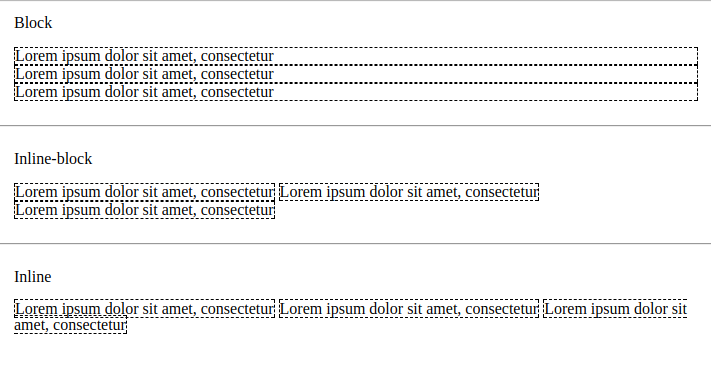 Block
Lorem ipsum dolor sit amet, consectetur
Lorem ipsum dolor sit amet, consectetur
Lorem ipsum dolor sit amet, consectetur
Inline-block
Lorem ipsum dolor sit amet, consectetur Lorem ipsum dolor sit amet, consectetur
Lorem ipsum dolor sit amet, consectetur
Inline
Lorem ipsum dolor sit amet, consectetur Lorem ipsum dolor sit amet, consectetur Lorem ipsum dolor sit
amet, consectetur